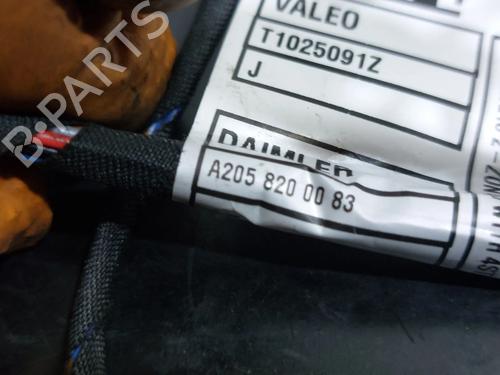 VALEO
T1025091Z
J
DAIMLER
A205 820 00 83
B-PARTS